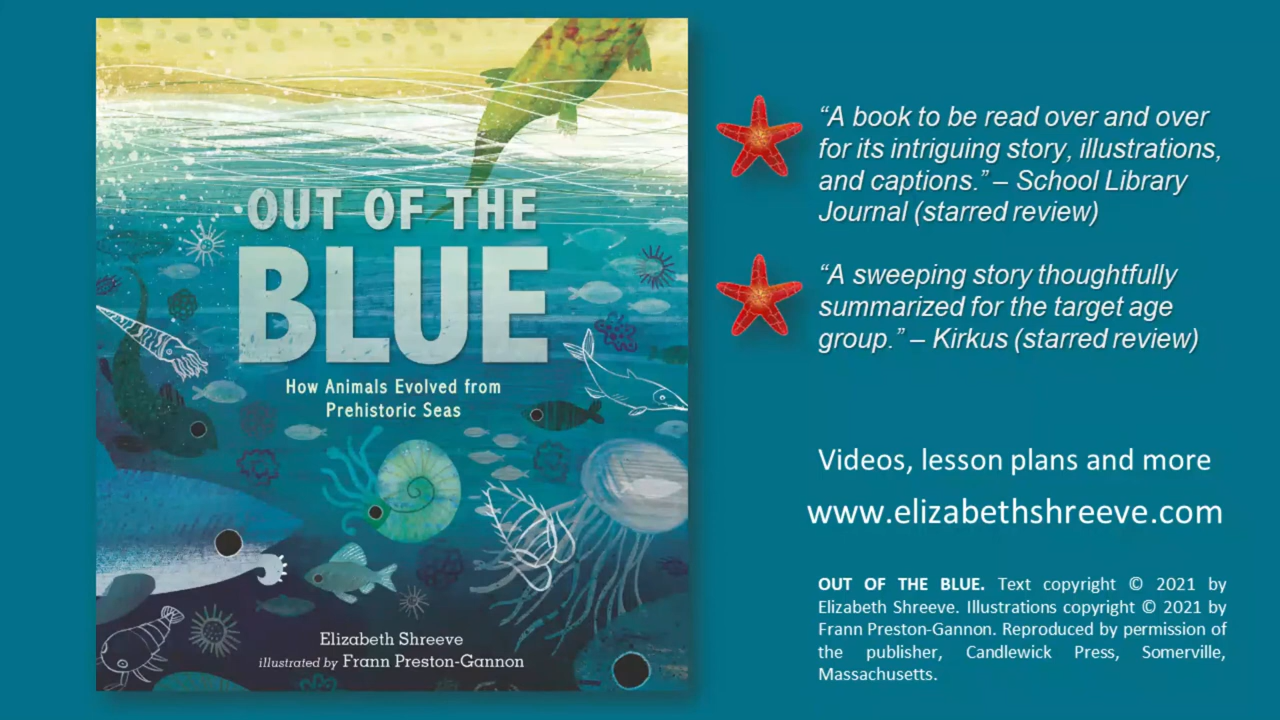 OUT OF THE
BLUE
How Animals Evolved from
Prehistoric Seas
Elizabeth Shreeve
illustrated by Frann Preston-Gannon
“A book to be read over and over
for its intriguing story, illustrations,
and captions.” – School Library
Journal (starred review)
“A sweeping story thoughtfully
summarized for the target age
group.” – Kirkus (starred review)
Videos, lesson plans and more
www.elizabethshreeve.com
OUT OF THE BLUE. Text copyright © 2021 by
Elizabeth Shreeve. Illustrations copyright © 2021 by
Frann Preston-Gannon. Reproduced by permission of
the publisher, Candlewick Press, Somerville,
Massachusetts.